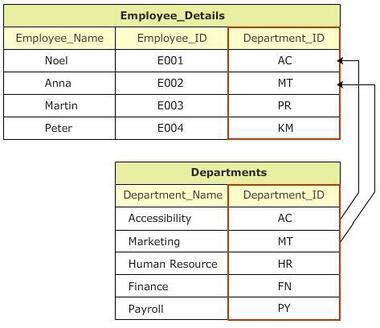 Employee_Details
Employee_Name Employee_ID Department_ID
Noel E001 AC
Anna E002 MT
Martin E003 PR
Peter E004 KM
Departments
Department_Name Department_ID
Accessibility AC
Marketing MT
Human Resource HR
Finance FN
Payroll PY